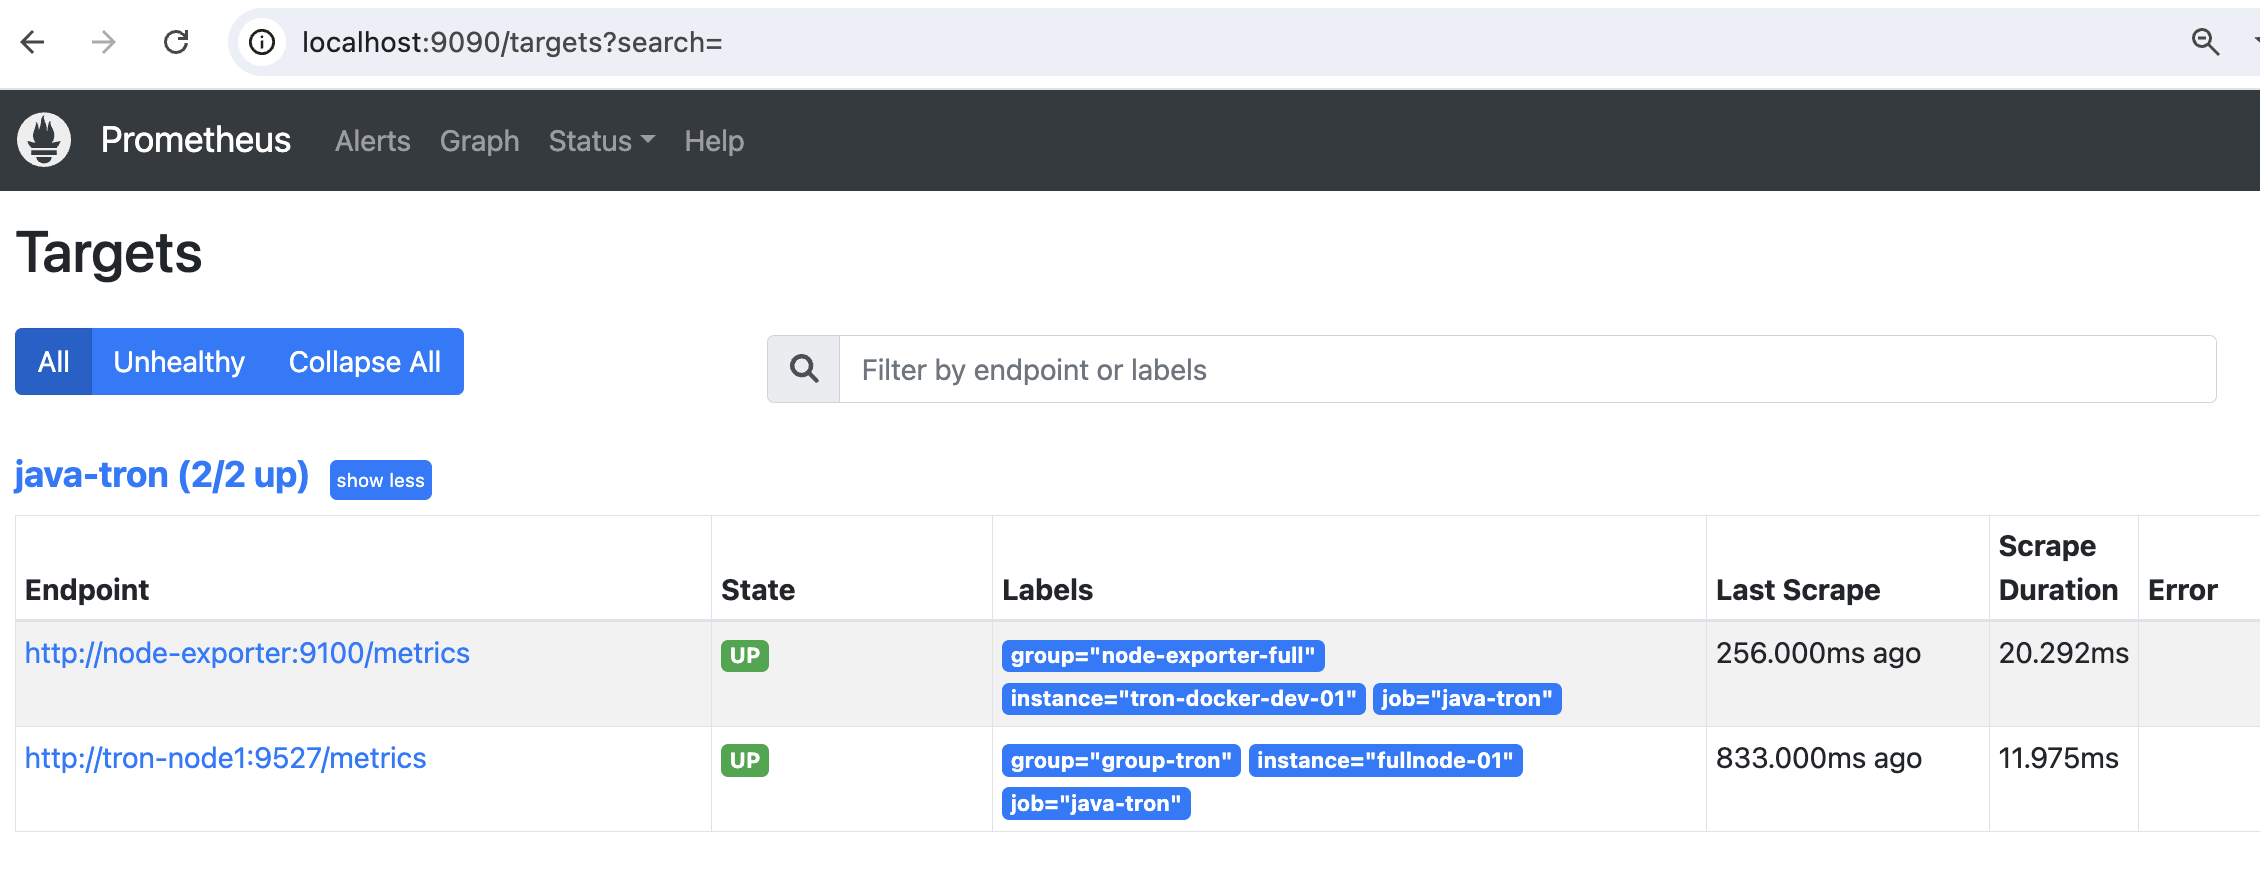 localhost:9090/targets?search=
Prometheus Alerts Graph Status Help
Targets
All Unhealthy Collapse All
Filter by endpoint or labels
java-tron (2/2 up) show less
Endpoint State Labels Last Scrape Scrape Duration Error
http://node-exporter:9100/metrics UP group="node-exporter-full" 256.000ms ago 20.292ms
instance="tron-docker-dev-01" job="java-tron"
http://tron-node1:9527/metrics UP group="group-tron" instance="fullnode-01" 833.000ms ago 11.975ms
job="java-tron"